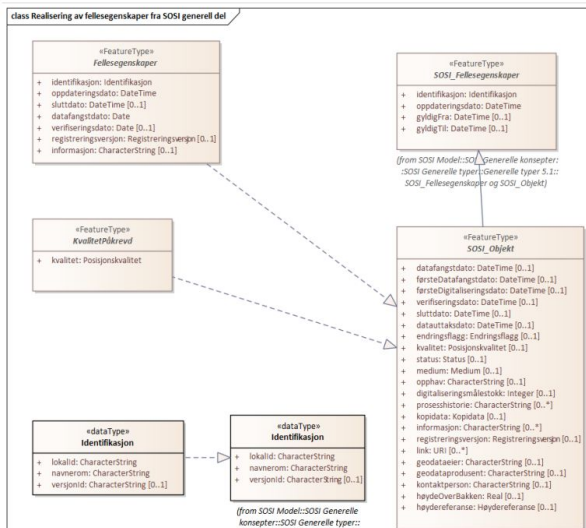 class Realisering av fellesegenskaper fra SOSI generell del
«FeatureType»
Fellesegenskaper
+ identifikasjon: Identifikasjon
+ oppdateringsdato: DateTime
+ sluttdato: DateTime [0..1]
+ datafangstdato: Date
+ verifiseringsdato: Date [0..1]
+ registreringsversjon: Registreringsversjon [0..1]
+ informasjon: CharacterString [0..1]
«FeatureType»
SOSI_Fellesegenskaper
+ identifikasjon: Identifikasjon
+ oppdateringsdato: DateTime
+ gyldigFra: DateTime [0..1]
+ gyldigTil: DateTime [0..1]
(from SOSI Model::SOSI Generelle konsepter:
:SOSI Generelle typer::Generelle typer 5.1::
SOSI_Fellesegenskaper og SOSI_Objekt)
«FeatureType»
KvalitetPåkrevd
+ kvalitet: Posisjonskvalitet
«FeatureType»
SOSI_Objekt
+ datafangstdato: DateTime [0..1]
+ førsteDatafangstdato: DateTime [0..1]
+ førsteDigitaliseringsdato: DateTime [0..1]
+ verifiseringsdato: DateTime [0..1]
+ sluttdato: DateTime [0..1]
+ datauttaksdato: DateTime [0..1]
+ endringsflagg: Endringsflagg [0..1]
+ kvalitet: Posisjonskvalitet [0..1]
+ status: Status [0..1]
+ medium: Medium [0..1]
+ opphav: CharacterString [0..1]
+ digitaliseringsmålestokk: Integer [0..1]
+ prosesshistorie: CharacterString [0..*]
+ kopidata: Kopidata [0..1]
+ informasjon: CharacterString [0..*]
+ registreringsversjon: Registreringsversjon [0..1]
+ link: URI [0..*]
+ geodataeier: CharacterString [0..1]
+ geodataprodusent: CharacterString [0..1]
+ kontaktperson: CharacterString [0..1]
+ høydeOverBakken: Real [0..1]
+ høydereferanse: Høydereferanse [0..1]
«dataType»
Identifikasjon
+ lokalId: CharacterString
+ navnerom: CharacterString
+ versjonId: CharacterString [0..1]
«dataType»
Identifikasjon
+ lokalId: CharacterString
+ navnerom: CharacterString
+ versjonId: CharacterString [0..1]
(from SOSI Model::SOSI Generelle
konsepter::SOSI Generelle typer::